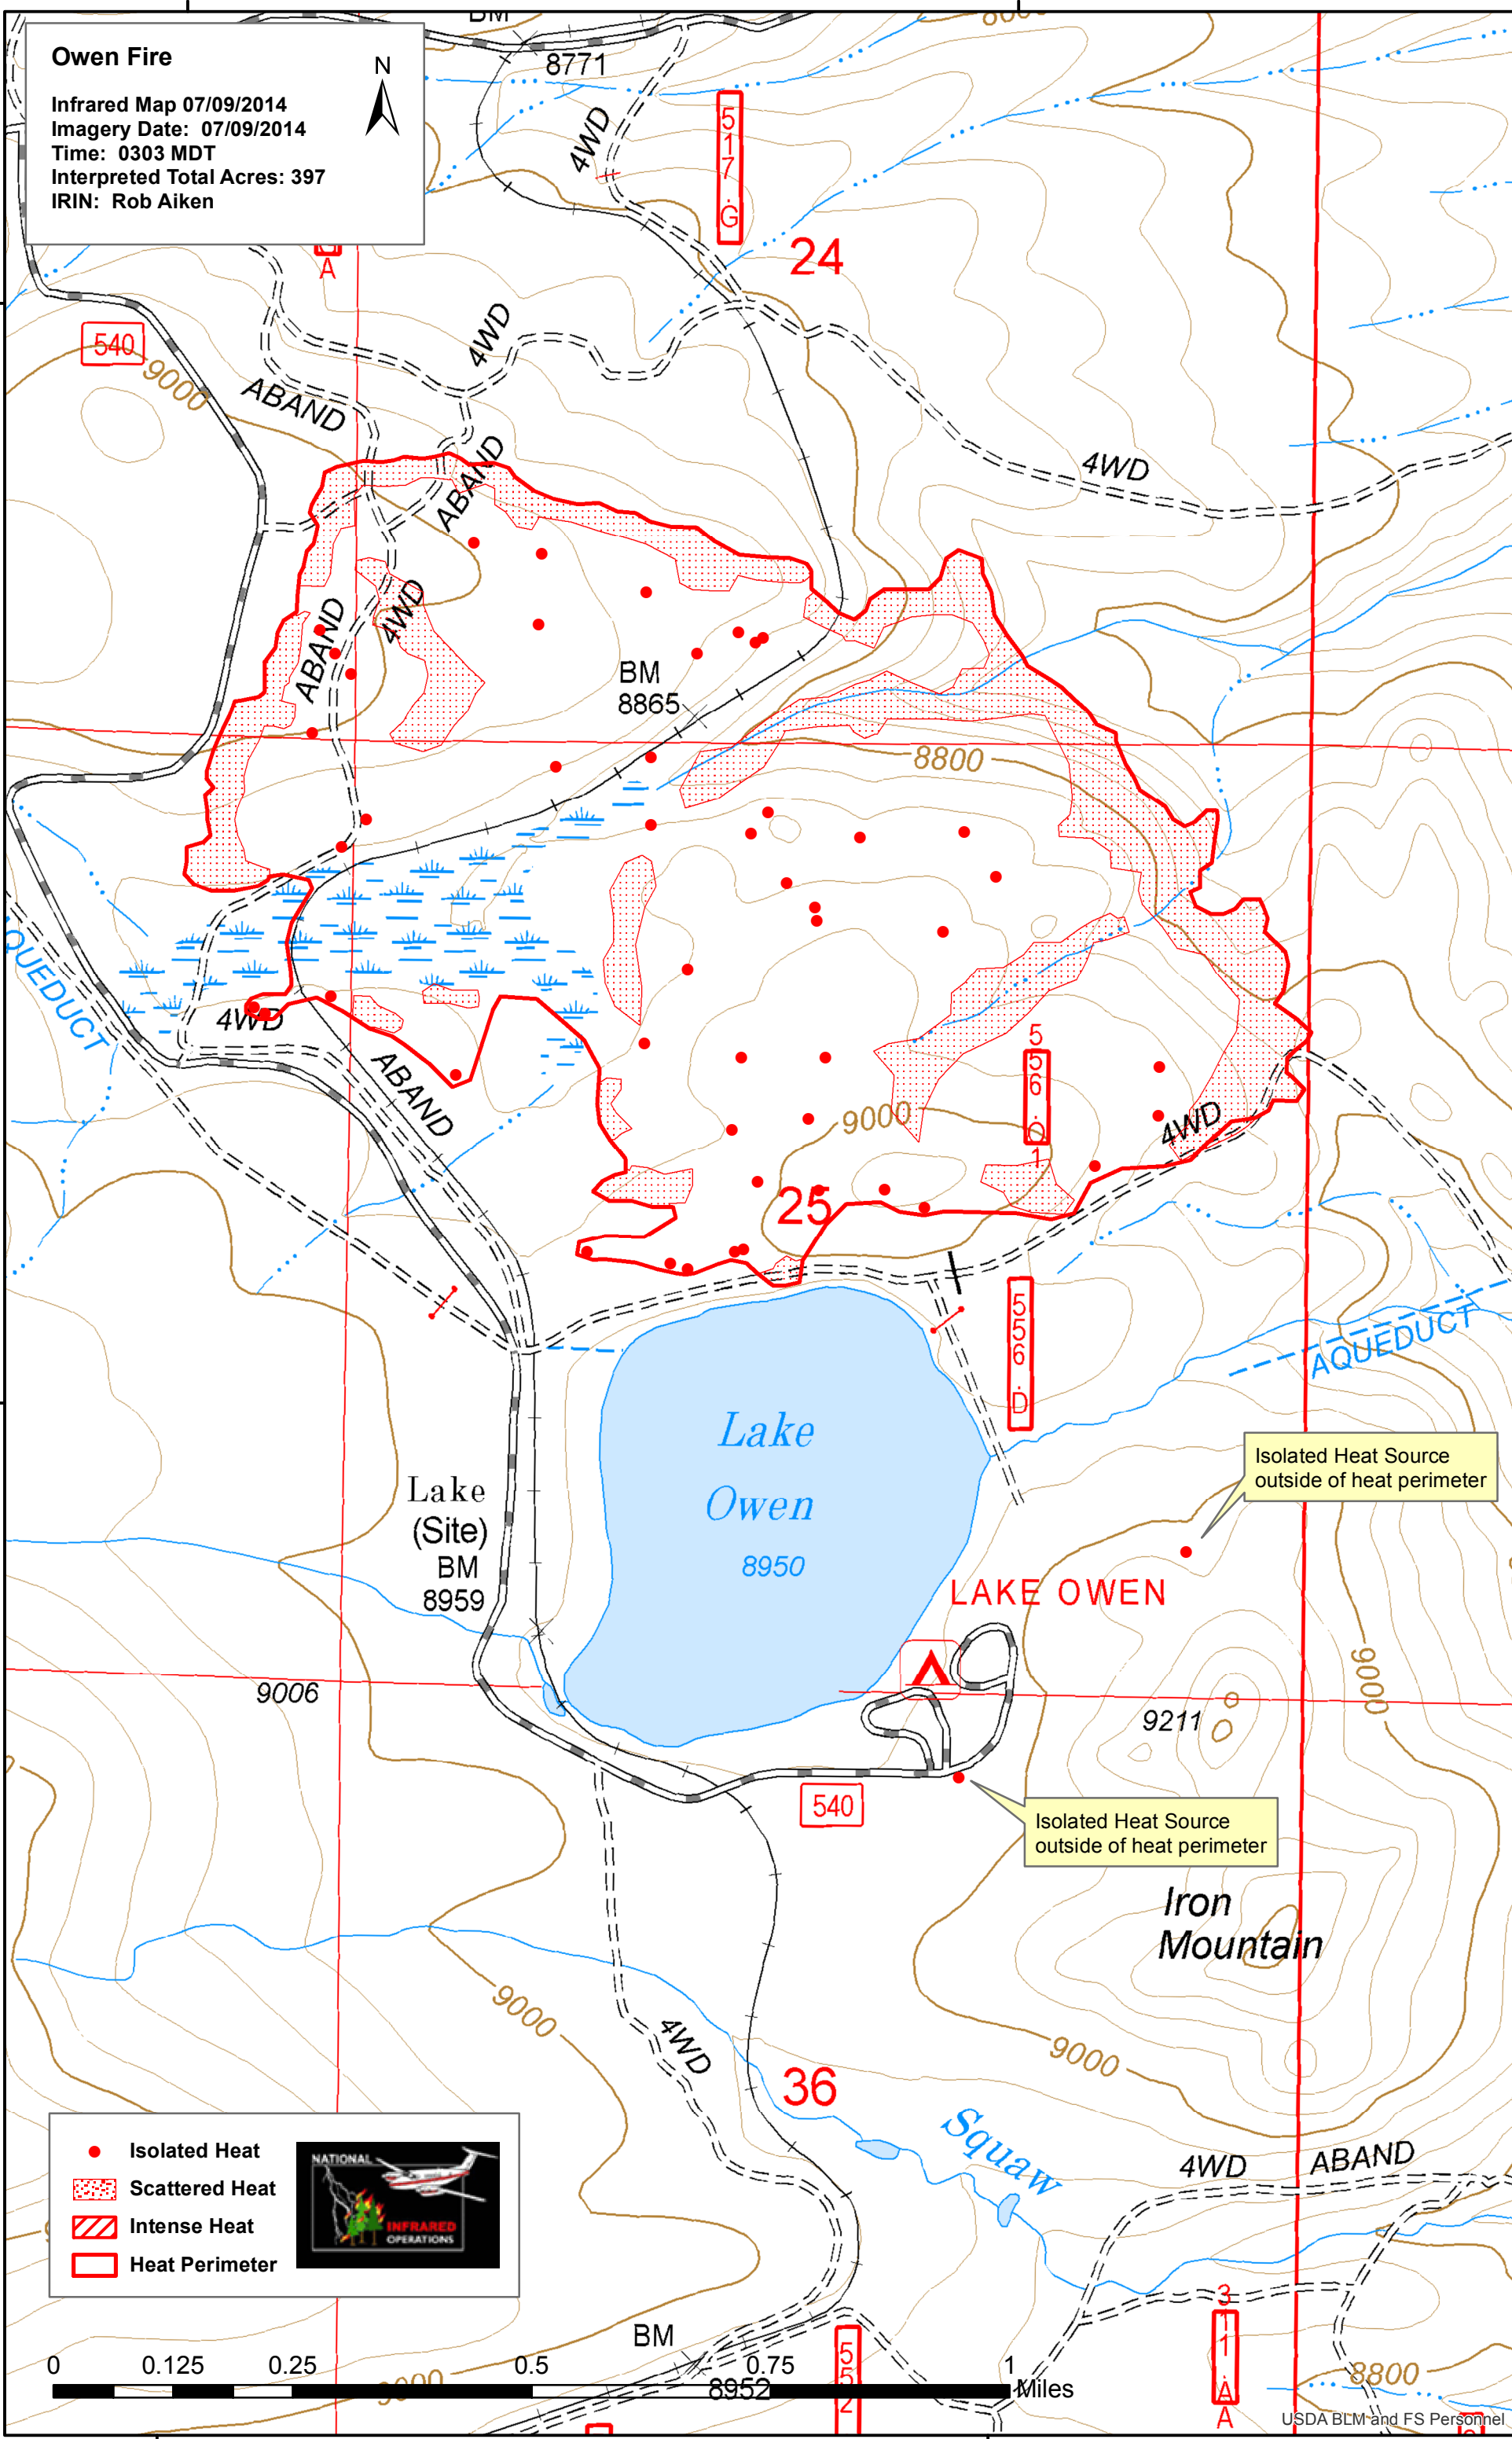 Owen Fire
N
Infrared Map 07/09/2014
Imagery Date: 07/09/2014
Time: 0303 MDT
Interpreted Total Acres: 397
IRIN: Rob Aiken
BM
8771
4WD
517.G
24
A
540
9000
ABAND
4WD
4WD
ABAND
ABAND
4WD
BM
8865
8800
4WD
ABAND
556.O1
9000
4WD
25
556.D
AQUEDUCT
Lake
Owen
8950
Lake
(Site)
BM
8959
Isolated Heat Source
outside of heat perimeter
LAKE OWEN
9006
9000
9211
540
Isolated Heat Source
outside of heat perimeter
Iron
Mountain
9000
4WD
9000
36
Squaw
4WD
ABAND
Isolated Heat
Scattered Heat
Intense Heat
Heat Perimeter
NATIONAL
INFRARED
OPERATIONS
311.A
A
BM
8952
552
9000
8800
0 0.125 0.25 0.5 0.75 1
Miles
USDA BLM and FS Personnel